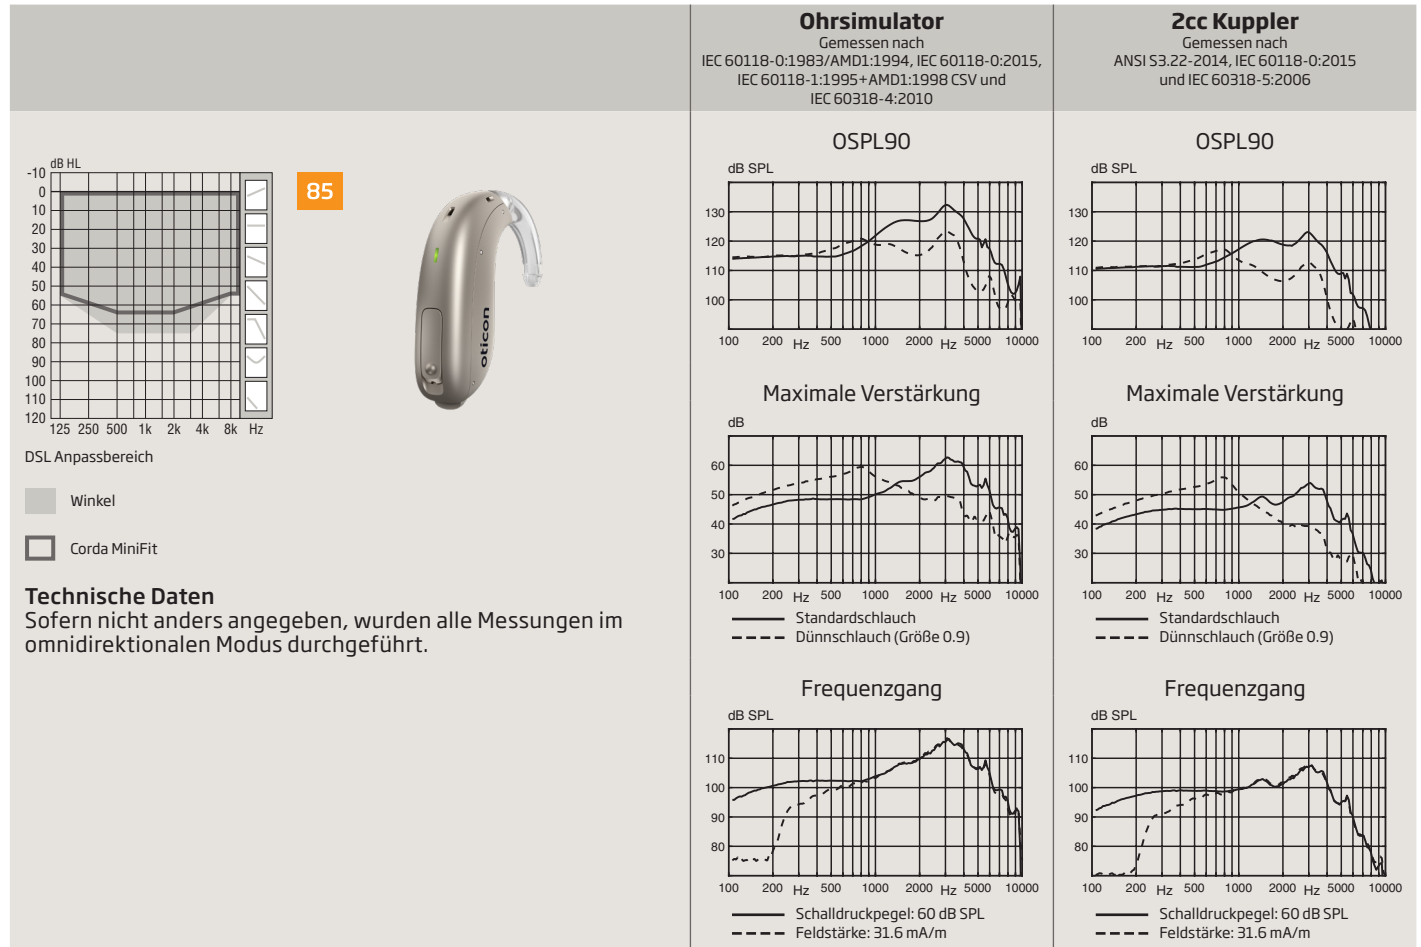 Ohrsimulator
Gemessen nach
IEC 60118-0:1983/AMD1:1994, IEC 60118-0:2015,
IEC 60118-1:1995+AMD1:1998 CSV und
IEC 60318-4:2010
2cc Kuppler
Gemessen nach
ANSI S3.22-2014, IEC 60118-0:2015
und IEC 60318-5:2006
dB HL
-10
0
10
20
30
40
50
60
70
80
90
100
110
120
125 250 500 1k 2k 4k 8k Hz
85
oticon
DSL Anpassbereich
Winkel
Corda MiniFit
Technische Daten
Sofern nicht anders angegeben, wurden alle Messungen im
omnidirektionalen Modus durchgeführt.
OSPL90
dB SPL
130
120
110
100
100 200 Hz 500 1000 2000 Hz 5000 10000
Maximale Verstärkung
dB
60
50
40
30
100 200 Hz 500 1000 2000 Hz 5000 10000
Standardschlauch
Dünnschlauch (Größe 0.9)
Frequenzgang
dB SPL
110
100
90
80
100 200 Hz 500 1000 2000 Hz 5000 10000
Schalldruckpegel: 60 dB SPL
Feldstärke: 31.6 mA/m
OSPL90
dB SPL
130
120
110
100
100 200 Hz 500 1000 2000 Hz 5000 10000
Maximale Verstärkung
dB
60
50
40
30
100 200 Hz 500 1000 2000 Hz 5000 10000
Standardschlauch
Dünnschlauch (Größe 0.9)
Frequenzgang
dB SPL
110
100
90
80
100 200 Hz 500 1000 2000 Hz 5000 10000
Schalldruckpegel: 60 dB SPL
Feldstärke: 31.6 mA/m